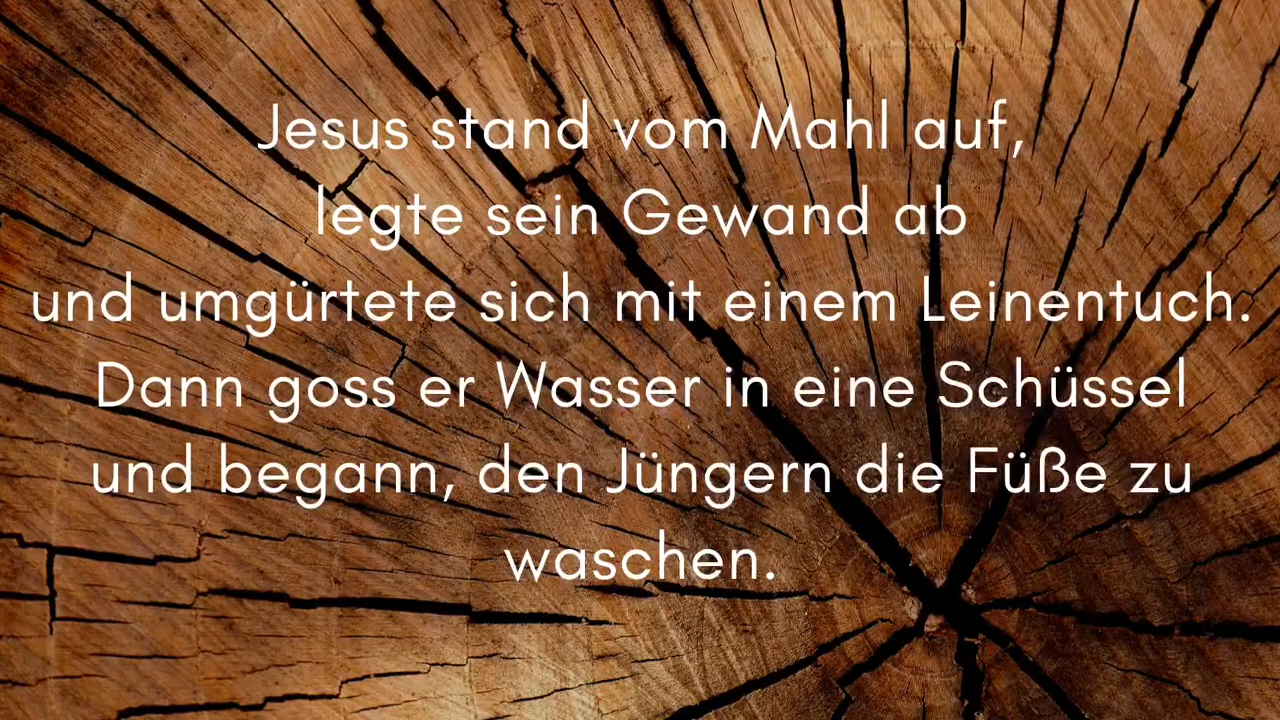 Jesus stand vom Mahl auf,
legte sein Gewand ab
und umgürtete sich mit einem Leinentuch.
Dann goss er Wasser in eine Schüssel
und begann, den Jüngern die Füße zu
waschen.